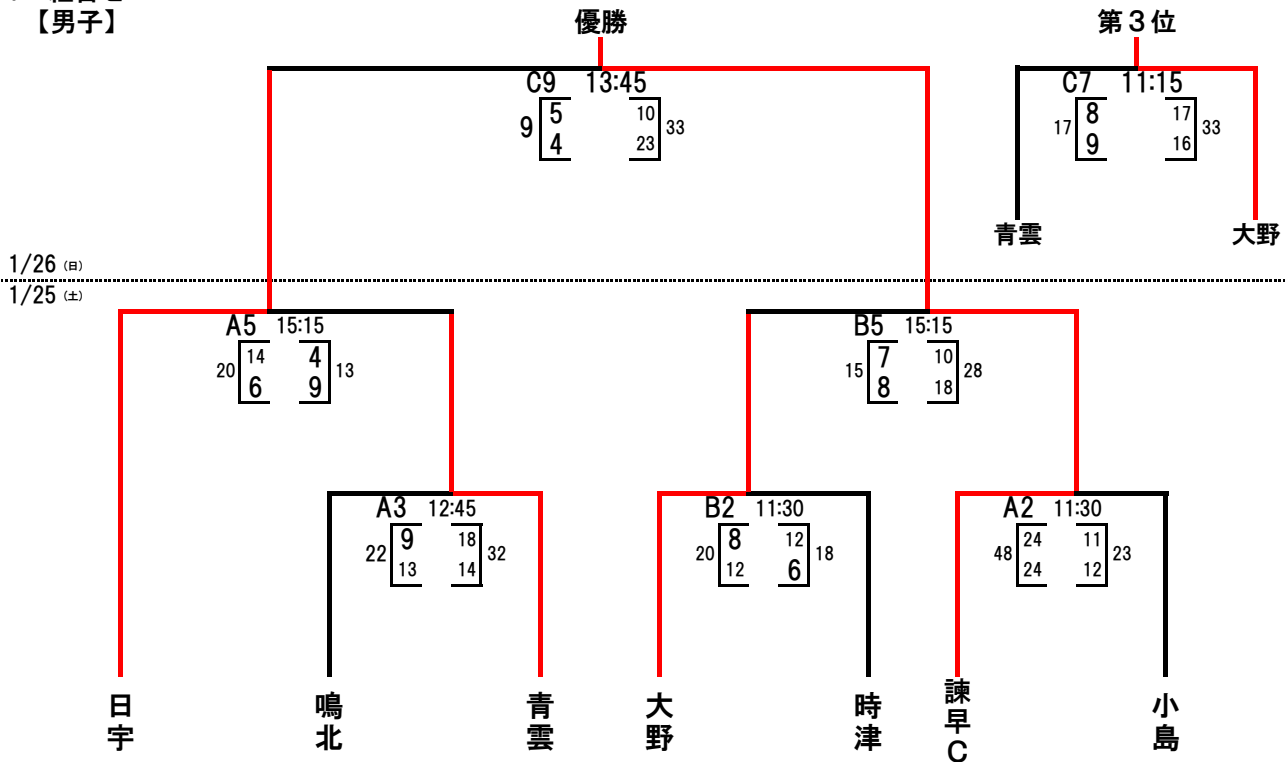 【男子】
優勝
第３位
C9 13:45
9 5 10 33
4 23
C7 11:15
17 8 17 33
9 16
青雲 大野
1/26 (日)
1/25 (土)
A5 15:15
20 14 4 13
6 9
B5 15:15
15 7 10 28
8 18
A3 12:45
22 9 18 32
13 14
B2 11:30
20 8 12 18
12 6
A2 11:30
48 24 11 23
24 12
日宇
鳴北
青雲
大野
時津
諫早C
小島